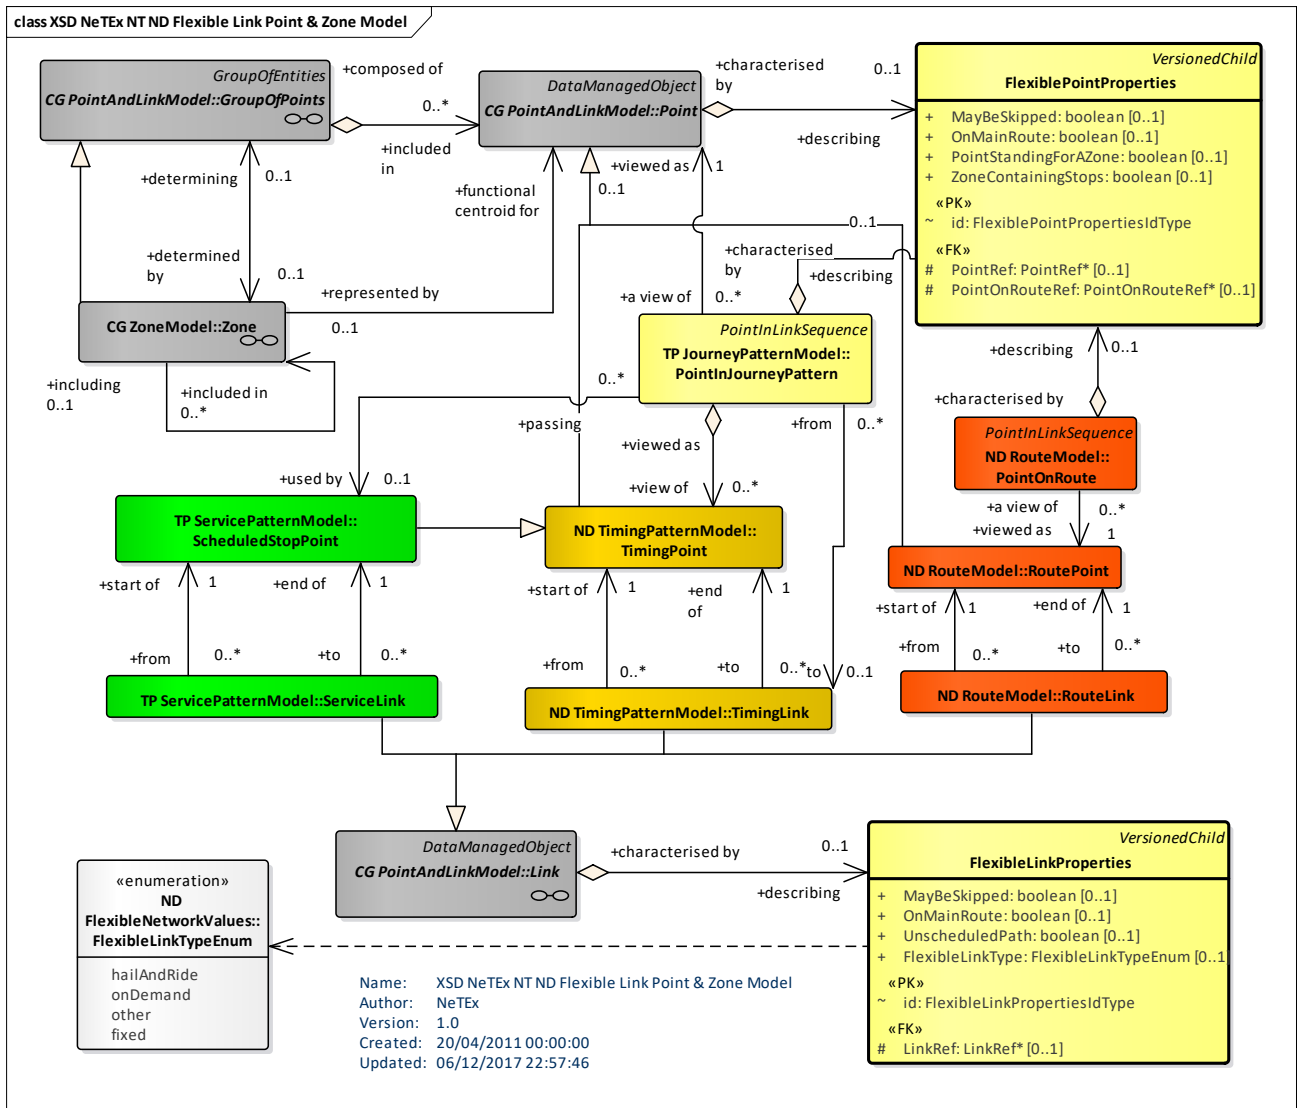 class XSD NeTEx NT ND Flexible Link Point & Zone Model
GroupOfEntities
CG PointAndLinkModel::GroupOfPoints
+composed of
0..*
+included
in
DataManagedObject
CG PointAndLinkModel::Point
+characterised
by
0..1
+describing
VersionedChild
FlexiblePointProperties
+ MayBeSkipped: boolean [0..1]
+ OnMainRoute: boolean [0..1]
+ PointStandingForAZone: boolean [0..1]
+ ZoneContainingStops: boolean [0..1]
«PK»
~ id: FlexiblePointPropertiesIdType
«FK»
# PointRef: PointRef* [0..1]
# PointOnRouteRef: PointOnRouteRef* [0..1]
+determining
0..1
+determined
by
0..1
+functional
centroid for
+viewed as
1
0..1
0..1
+characterised
by
+describing
+represented by
0..1
+a view of
0..*
CG ZoneModel::Zone
+including
0..1
+included in
0..*
PointInLinkSequence
TP JourneyPatternModel::
PointInJourneyPattern
0..*
+passing
+viewed as
+from
0..*
+describing
0..1
+characterised by
PointInLinkSequence
ND RouteModel::
PointOnRoute
+used by
0..1
+view of
0..*
+a view of
0..*
+viewed as
1
TP ServicePatternModel::
ScheduledStopPoint
ND TimingPatternModel::
TimingPoint
ND RouteModel::RoutePoint
+start of
1
+end of
1
+start of
1
+end
of
1
+start of
1
+end of
1
+from
0..*
+to
0..*
+from
0..*
+to
0..*
to
0..1
+from
0..*
+to
0..*
TP ServicePatternModel::ServiceLink
ND TimingPatternModel::TimingLink
ND RouteModel::RouteLink
DataManagedObject
CG PointAndLinkModel::Link
+characterised by
0..1
+describing
VersionedChild
FlexibleLinkProperties
+ MayBeSkipped: boolean [0..1]
+ OnMainRoute: boolean [0..1]
+ UnscheduledPath: boolean [0..1]
+ FlexibleLinkType: FlexibleLinkTypeEnum [0..1
«PK»
~ id: FlexibleLinkPropertiesIdType
«FK»
# LinkRef: LinkRef* [0..1]
«enumeration»
ND
FlexibleNetworkValues::
FlexibleLinkTypeEnum
hailAndRide
onDemand
other
fixed
Name: XSD NeTEx NT ND Flexible Link Point & Zone Model
Author: NeTEx
Version: 1.0
Created: 20/04/2011 00:00:00
Updated: 06/12/2017 22:57:46